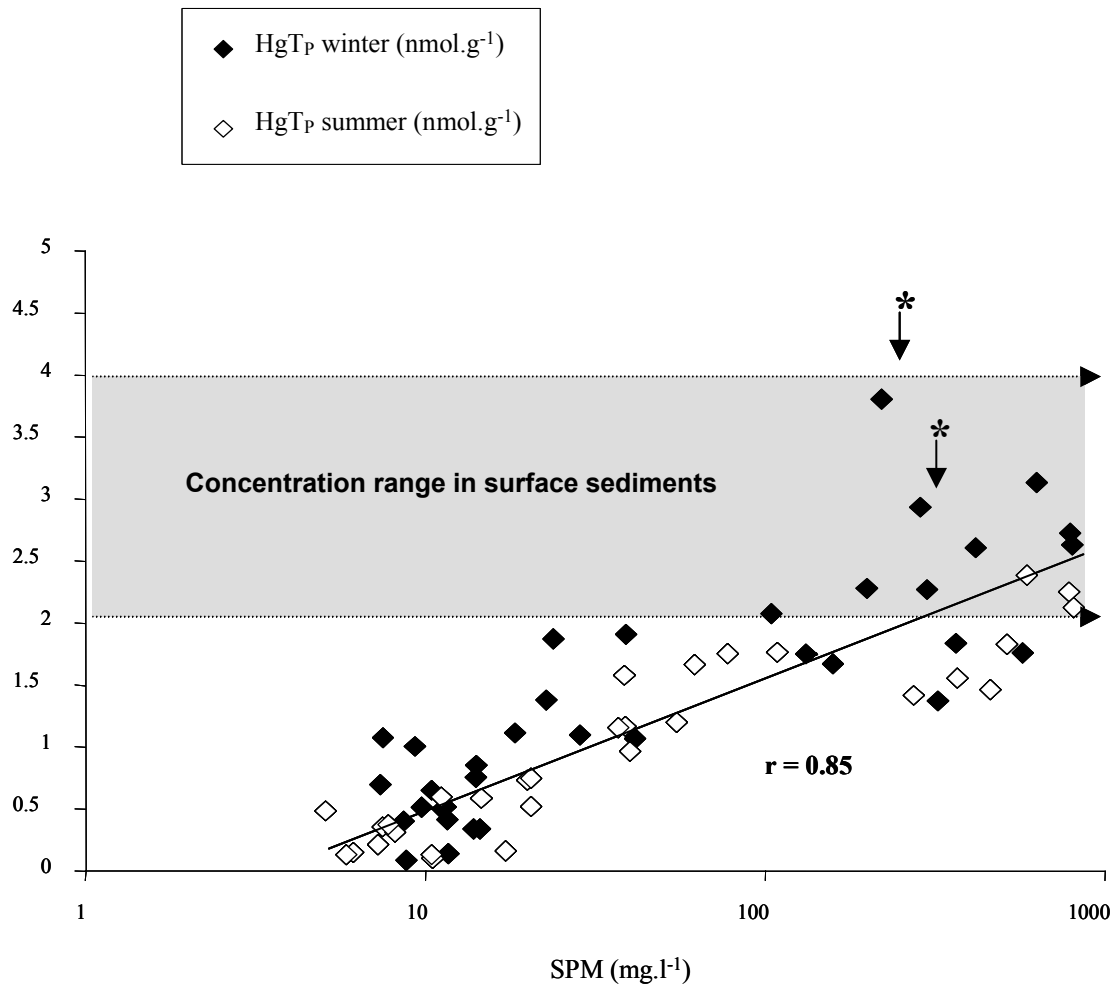 HgTP winter (nmol.g-1)
HgTP summer (nmol.g-1)
5
4.5
*
4
3.5
*
Concentration range in surface sediments
3
2.5
2
1.5
1
r = 0.85
0.5
0
1 10 100 1000
SPM (mg.l-1)